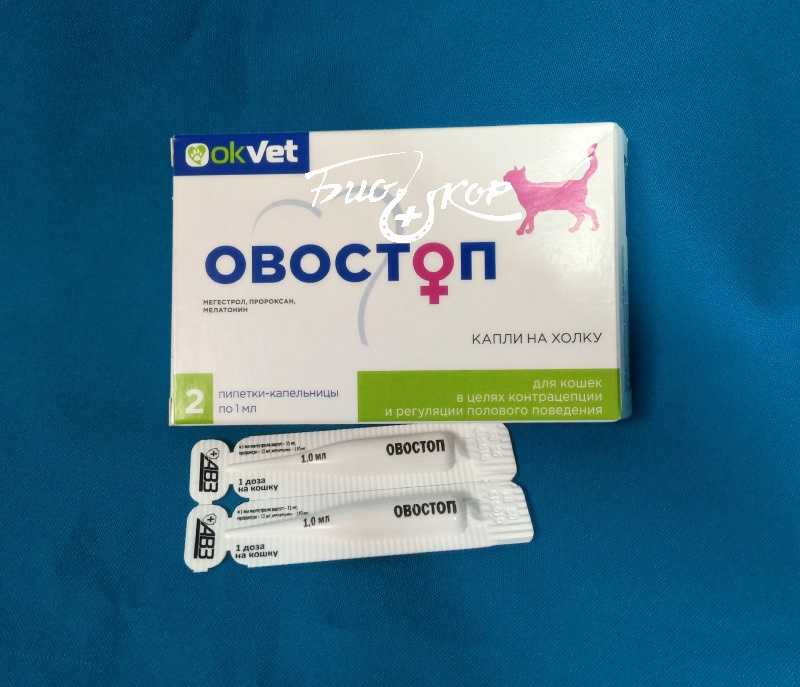 okvet
Био скор
ОВОСТОП
МЕГЕСТРОЛ, ПРОРОКСАН,
МЕЛАТОНИН
КАПЛИ НА ХОЛКУ
2
ПИПЕТКИ-КАПЕЛЬНИЦЫ
ПО 1 МЛ
ДЛЯ КОШЕК
В ЦЕЛЯХ КОНТРАЦЕПЦИИ
И РЕГУЛЯЦИИ ПОЛОВОГО ПОВЕДЕНИЯ
АВЗ
1.0 мл
ОВОСТОП
1 доза
на кошку
АВЗ
1.0 мл
ОВОСТОП
1 доза
на кошку